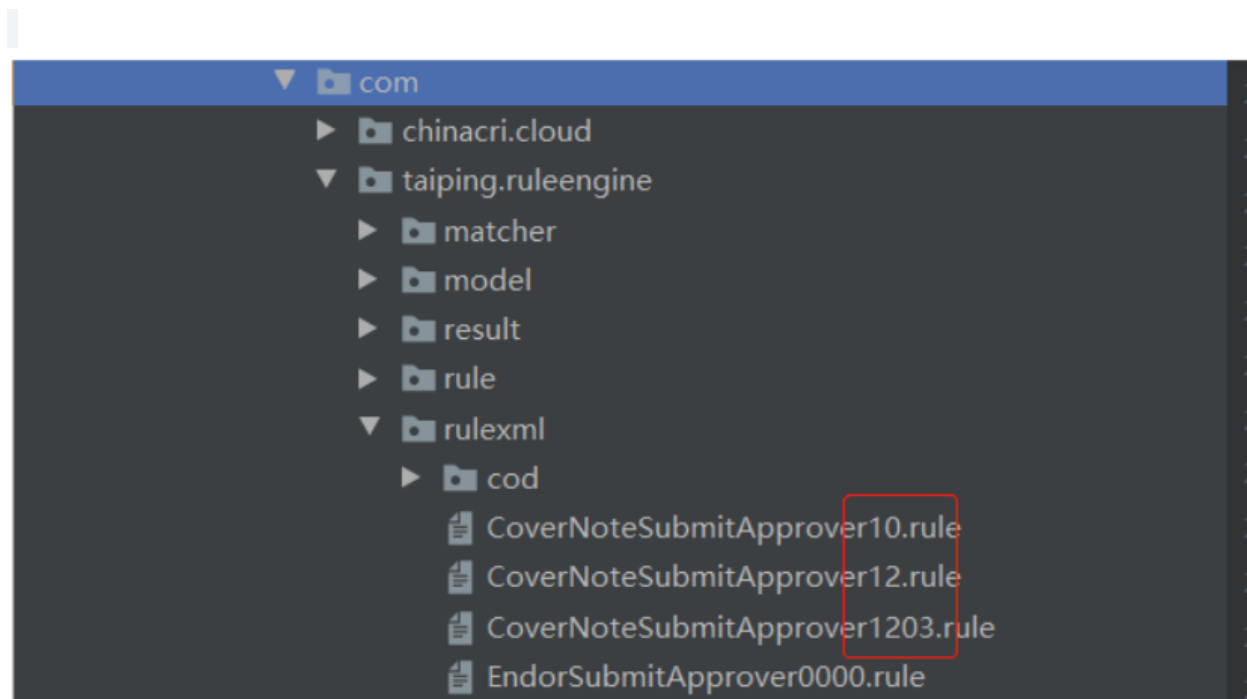 com
chinacri.cloud
taiping.ruleengine
matcher
model
result
rule
rulexml
cod
CoverNoteSubmitApprover10.rule
CoverNoteSubmitApprover12.rule
CoverNoteSubmitApprover1203.rule
EndorSubmitApprover0000.rule